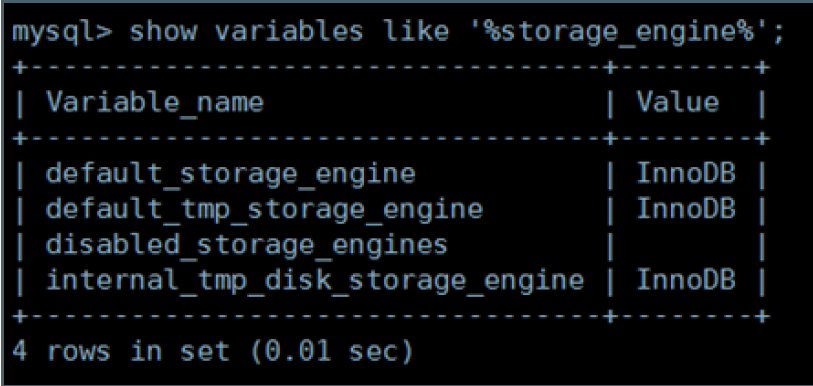 mysql> show variables like '%storage_engine%';
+----------------------------------+--------+
| Variable_name                    | Value  |
+----------------------------------+--------+
| default_storage_engine           | InnoDB |
| default_tmp_storage_engine       | InnoDB |
| disabled_storage_engines         |        |
| internal_tmp_disk_storage_engine | InnoDB |
+----------------------------------+--------+
4 rows in set (0.01 sec)